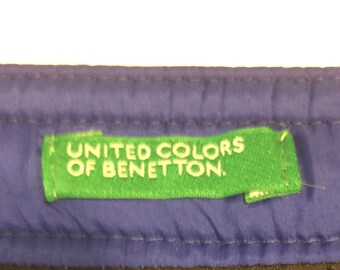 UNITED COLORS
OF BENETTON.